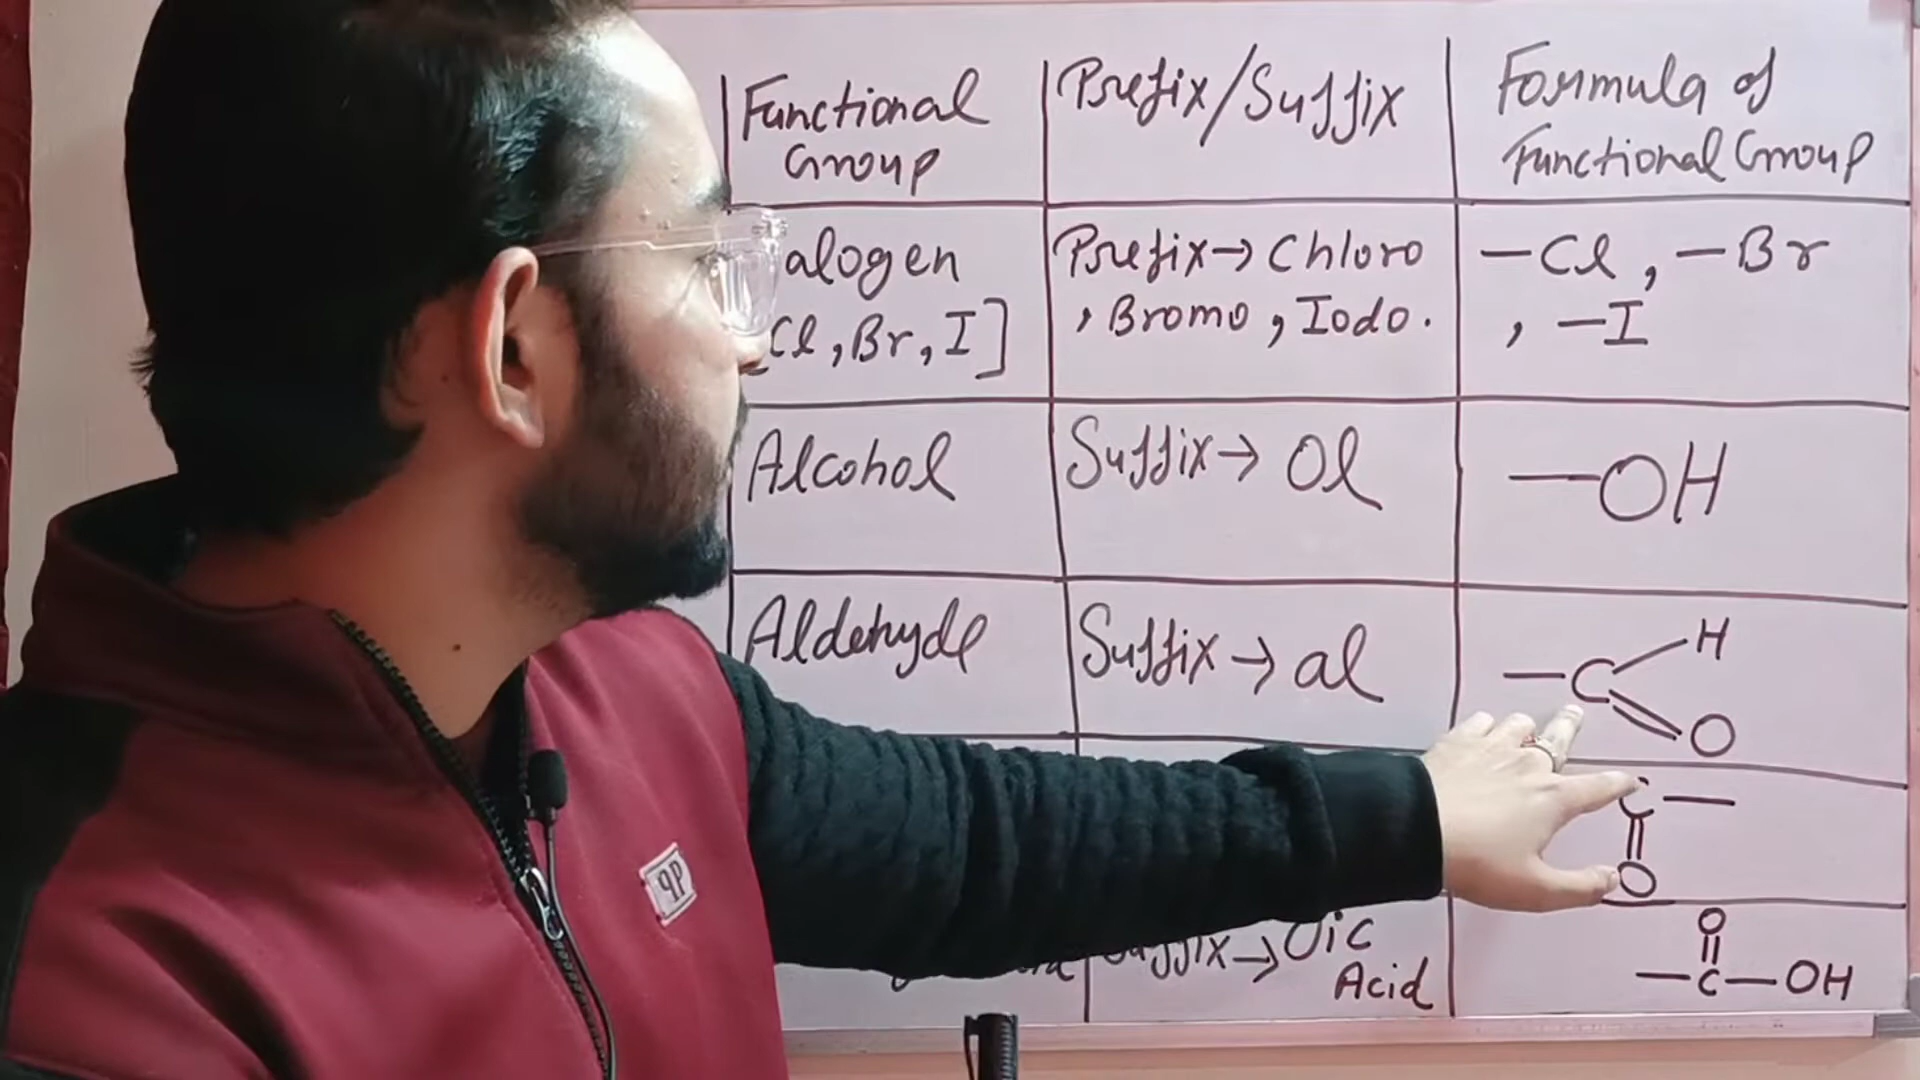 Functional
Group
Prefix/Suffix
Formula of
Functional Group
alogen
Cl, Br, I]
Prefix→ Chloro
, Bromo, Iodo.
—Cl, —Br
, —I
Alcohol
Suffix→ Ol
—OH
Aldehyde
Suffix → al
—C
H
O
C—
O
Suffix→Oic
Acid
O
—C—OH
qp